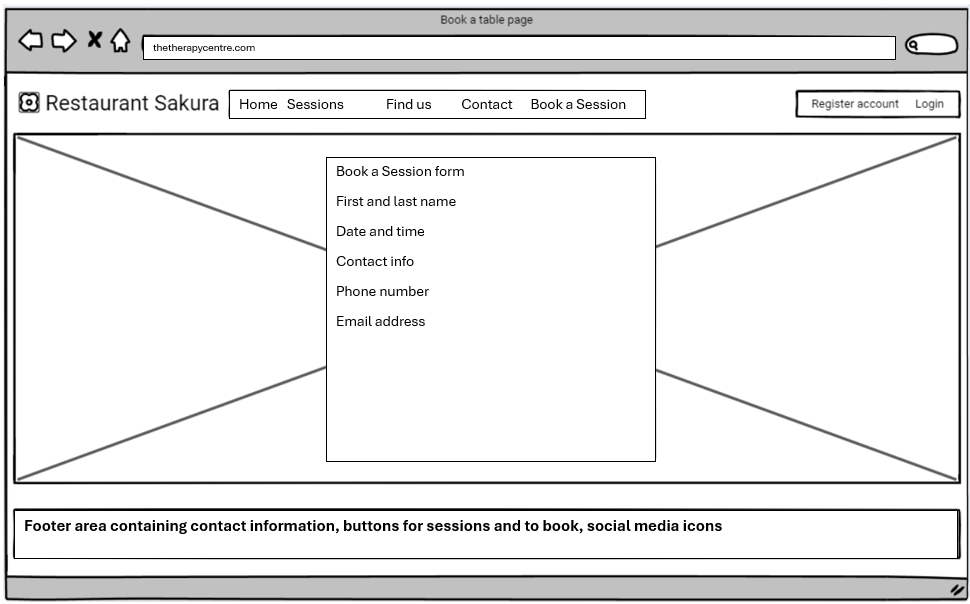 Book a table page
thetherapycentre.com
Restaurant Sakura Home Sessions Find us Contact Book a Session Register account Login
Book a Session form
First and last name
Date and time
Contact info
Phone number
Email address
Footer area containing contact information, buttons for sessions and to book, social media icons